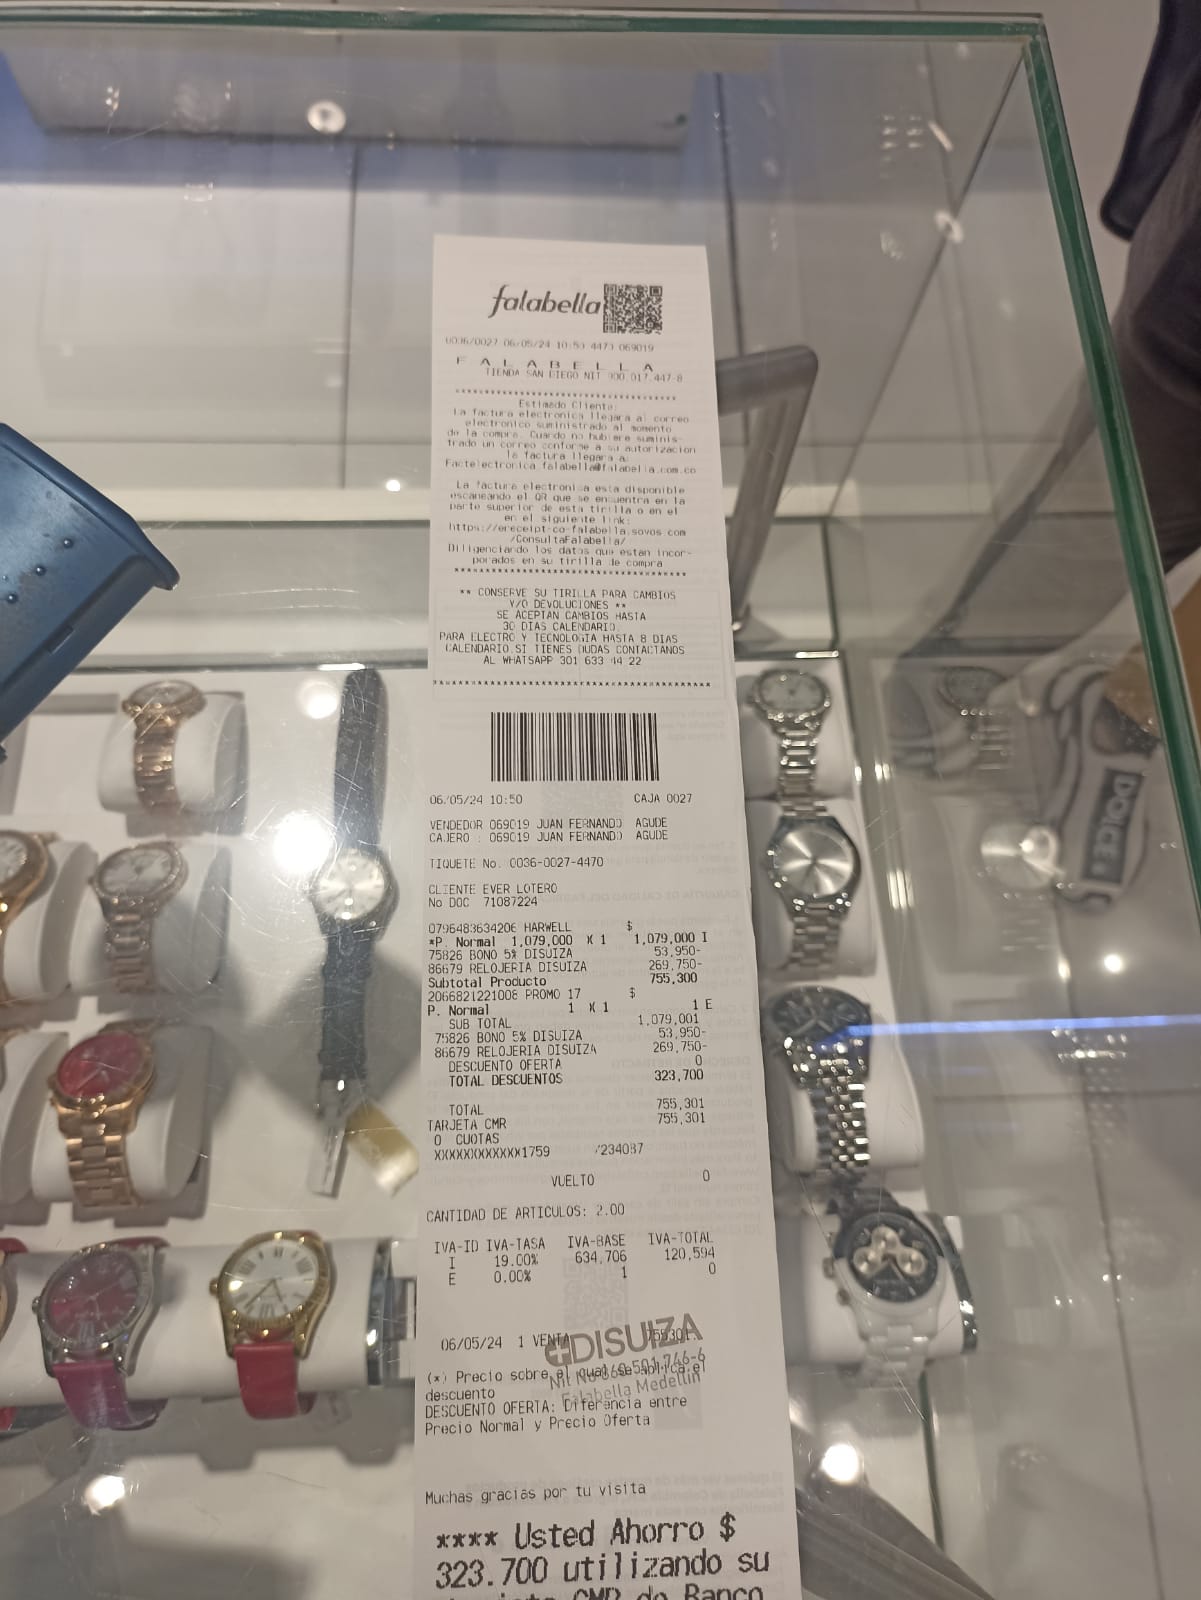 falabella
0036/0027 06/05/24 10:50 4470 069019
F A L A B E L L A
TIENDA SAN DIEGO NIT 900.017.447-8
************************************
Estimado Cliente:
La factura electronica llegara al correo
electronico suministrado al momento
de la compra. Cuando no hubiere suminis-
trado un correo conforme a su autorizacion
la factura llegara a:
Factelectronica.falabella@falabella.com.co
La factura electronica esta disponible
escaneando el QR que se encuentra en la
parte superior de esta tirilla o en el
en el siguiente link:
https://ereceipt-co-falabella.sovos.com
/ConsultaFalabella/
Diligenciando los datos que estan incor-
porados en su tirilla de compra
************************************
** CONSERVE SU TIRILLA PARA CAMBIOS
Y/O DEVOLUCIONES **
SE ACEPTAN CAMBIOS HASTA
30 DIAS CALENDARIO.
PARA ELECTRO Y TECNOLOGIA HASTA 8 DIAS
CALENDARIO.SI TIENES DUDAS CONTACTANOS
AL WHATSAPP 301 633 44 22
****************************************
06/05/24 10:50 CAJA 0027
VENDEDOR 069019 JUAN FERNANDO AGUDE
CAJERO : 069019 JUAN FERNANDO AGUDE
TIQUETE No. 0036-0027-4470
CLIENTE EVER LOTERO
No DOC 71087224
0796483634206 HARWELL $
*P. Normal 1,079,000 X 1 1,079,000 I
75826 BONO 5% DISUIZA 53,950-
86679 RELOJERIA DISUIZA 269,750-
Subtotal Producto 755,300
2066821221008 PROMO 17 $
P. Normal 1 X 1 1 E
SUB TOTAL 1,079,001
75826 BONO 5% DISUIZA 53,950-
86679 RELOJERIA DISUIZA 269,750-
DESCUENTO OFERTA 0
TOTAL DESCUENTOS 323,700
TOTAL 755,301
TARJETA CMR 755,301
0 CUOTAS
XXXXXXXXXXXX1759 /234087
VUELTO 0
CANTIDAD DE ARTICULOS: 2.00
IVA-ID IVA-TASA IVA-BASE IVA-TOTAL
I 19.00% 634,706 120,594
E 0.00% 1 0
06/05/24 1 VENTA 755301
DISUIZA
Falabella Medellin
(*) Precio sobre el cual se aplica el
descuento
DESCUENTO OFERTA: Diferencia entre
Precio Normal y Precio Oferta
Muchas gracias por tu visita
**** Usted Ahorro $
323.700 utilizando su
CMR de Banco
DOICE